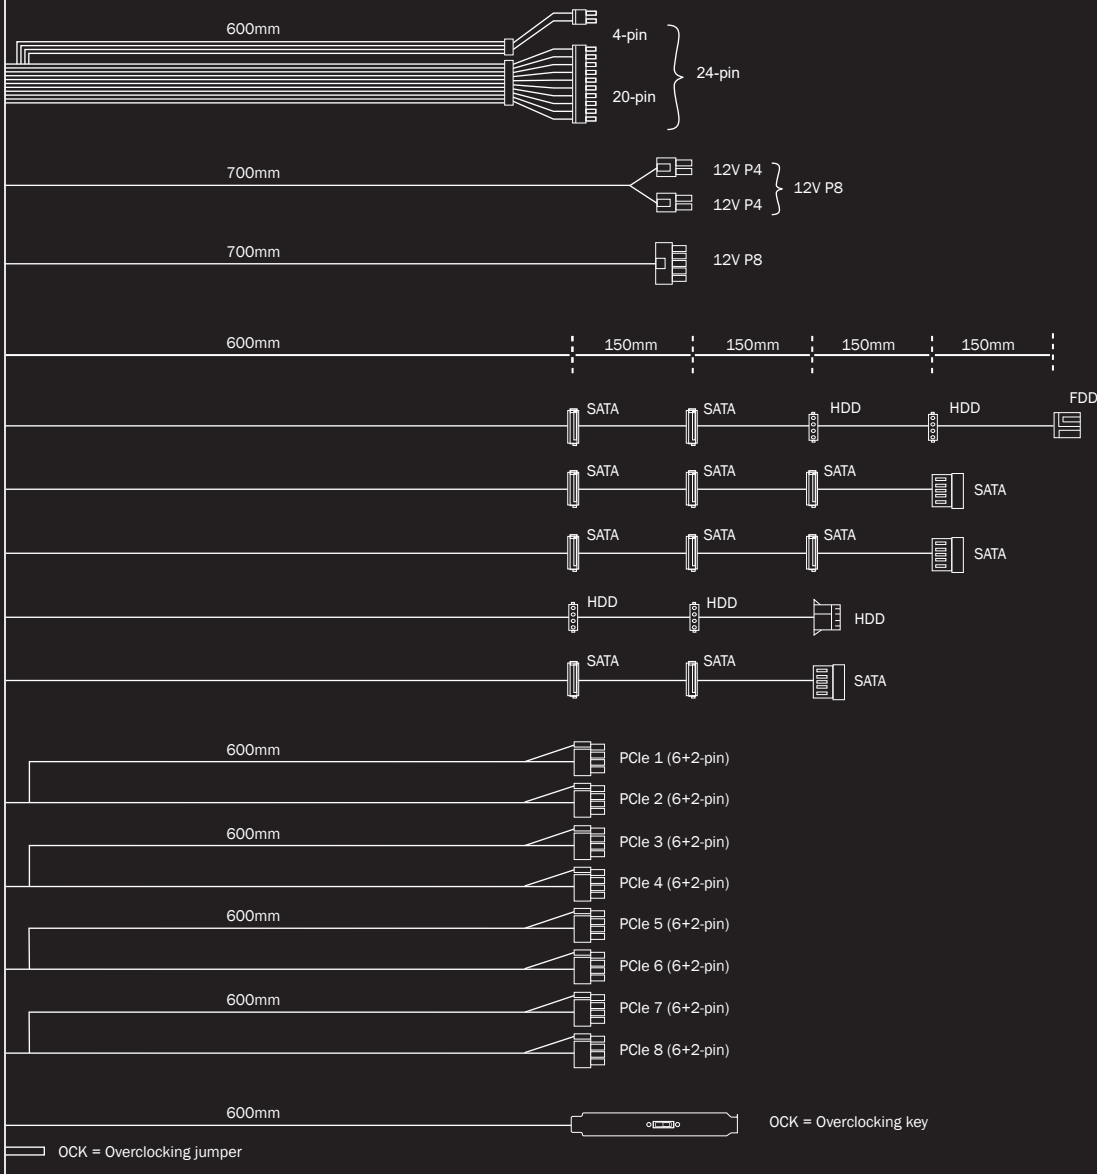 600mm
4-pin
24-pin
20-pin
700mm
12V P4
12V P8
12V P4
700mm
12V P8
600mm 150mm 150mm 150mm 150mm
SATA SATA HDD HDD FDD
SATA SATA SATA SATA
SATA SATA SATA SATA
HDD HDD HDD
SATA SATA SATA
600mm
PCIe 1 (6+2-pin)
PCIe 2 (6+2-pin)
600mm
PCIe 3 (6+2-pin)
PCIe 4 (6+2-pin)
600mm
PCIe 5 (6+2-pin)
PCIe 6 (6+2-pin)
600mm
PCIe 7 (6+2-pin)
PCIe 8 (6+2-pin)
600mm
OCK = Overclocking key
OCK = Overclocking jumper